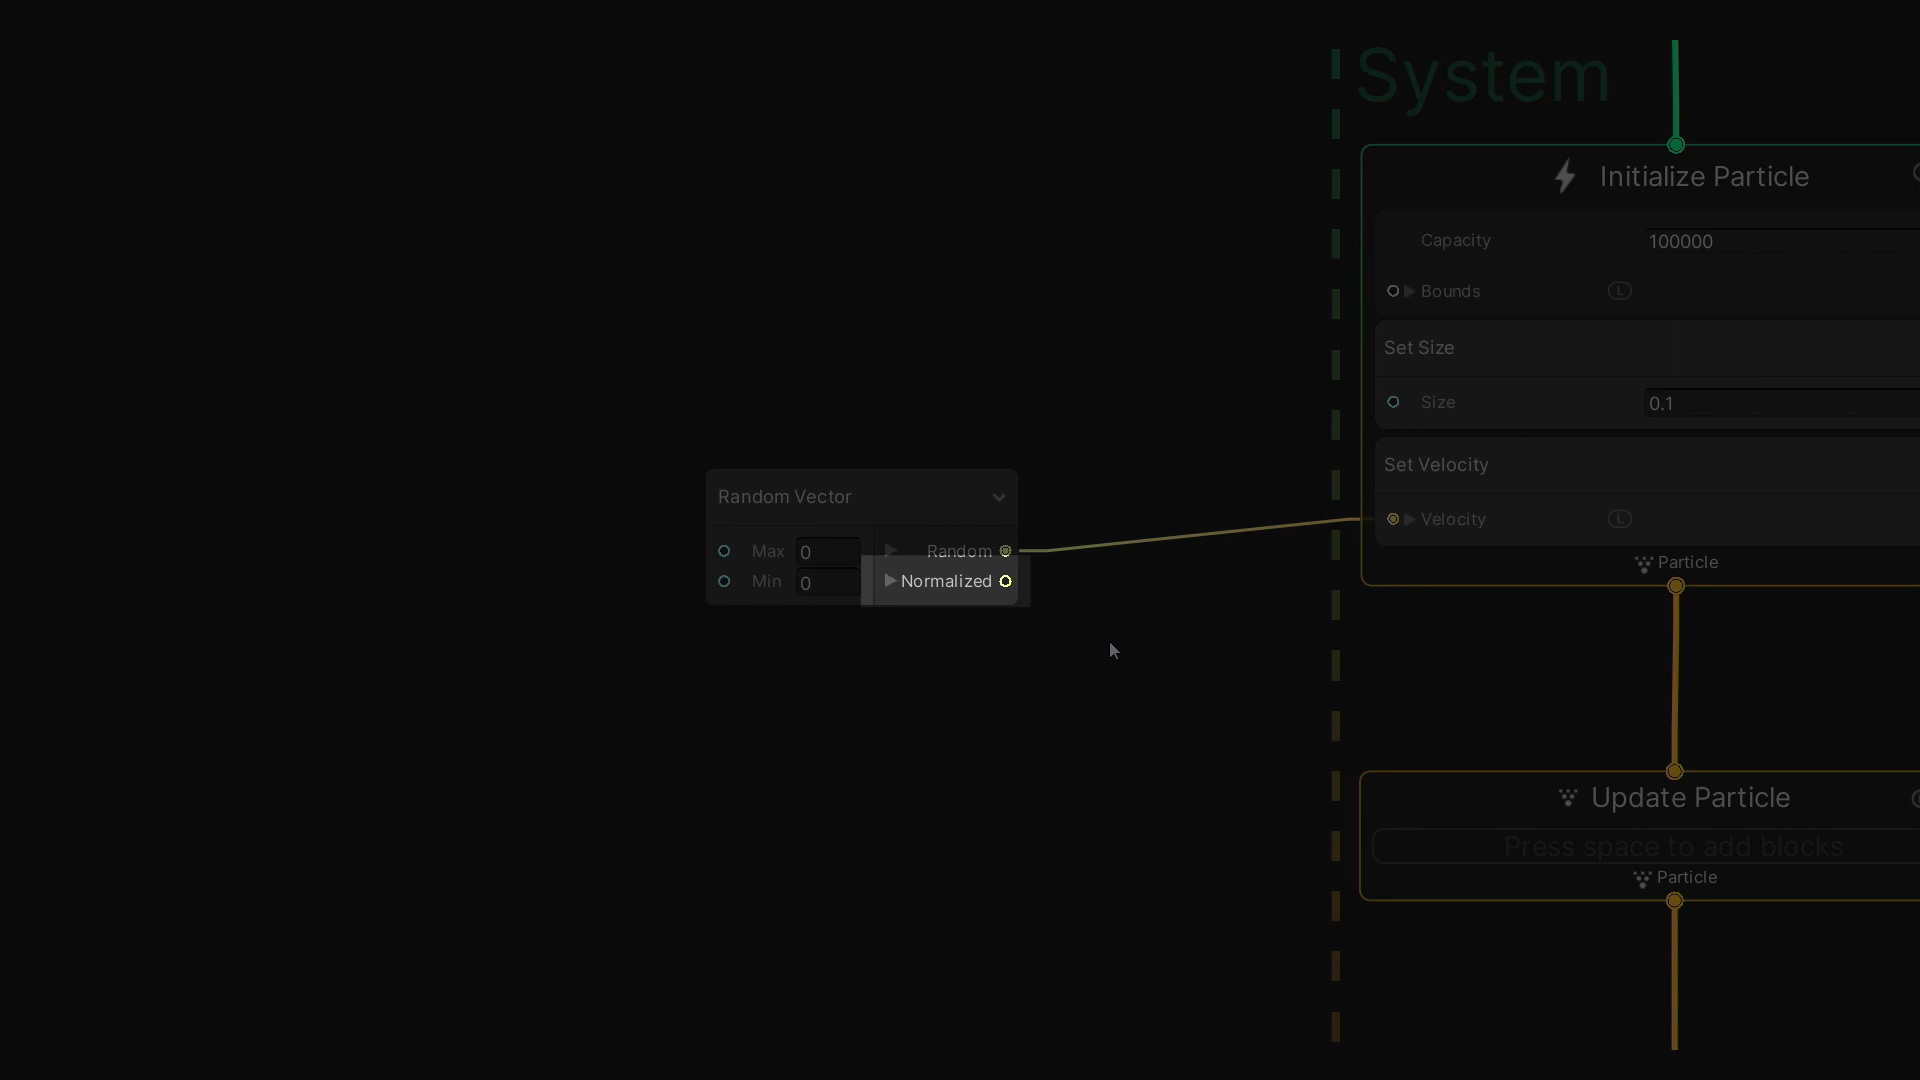 System
Initialize Particle
Capacity 100000
Bounds L
Set Size
Size 0.1
Set Velocity
Random Vector
Velocity L
Max 0 Random
Particle
Min 0 Normalized
Update Particle
Press space to add blocks
Particle